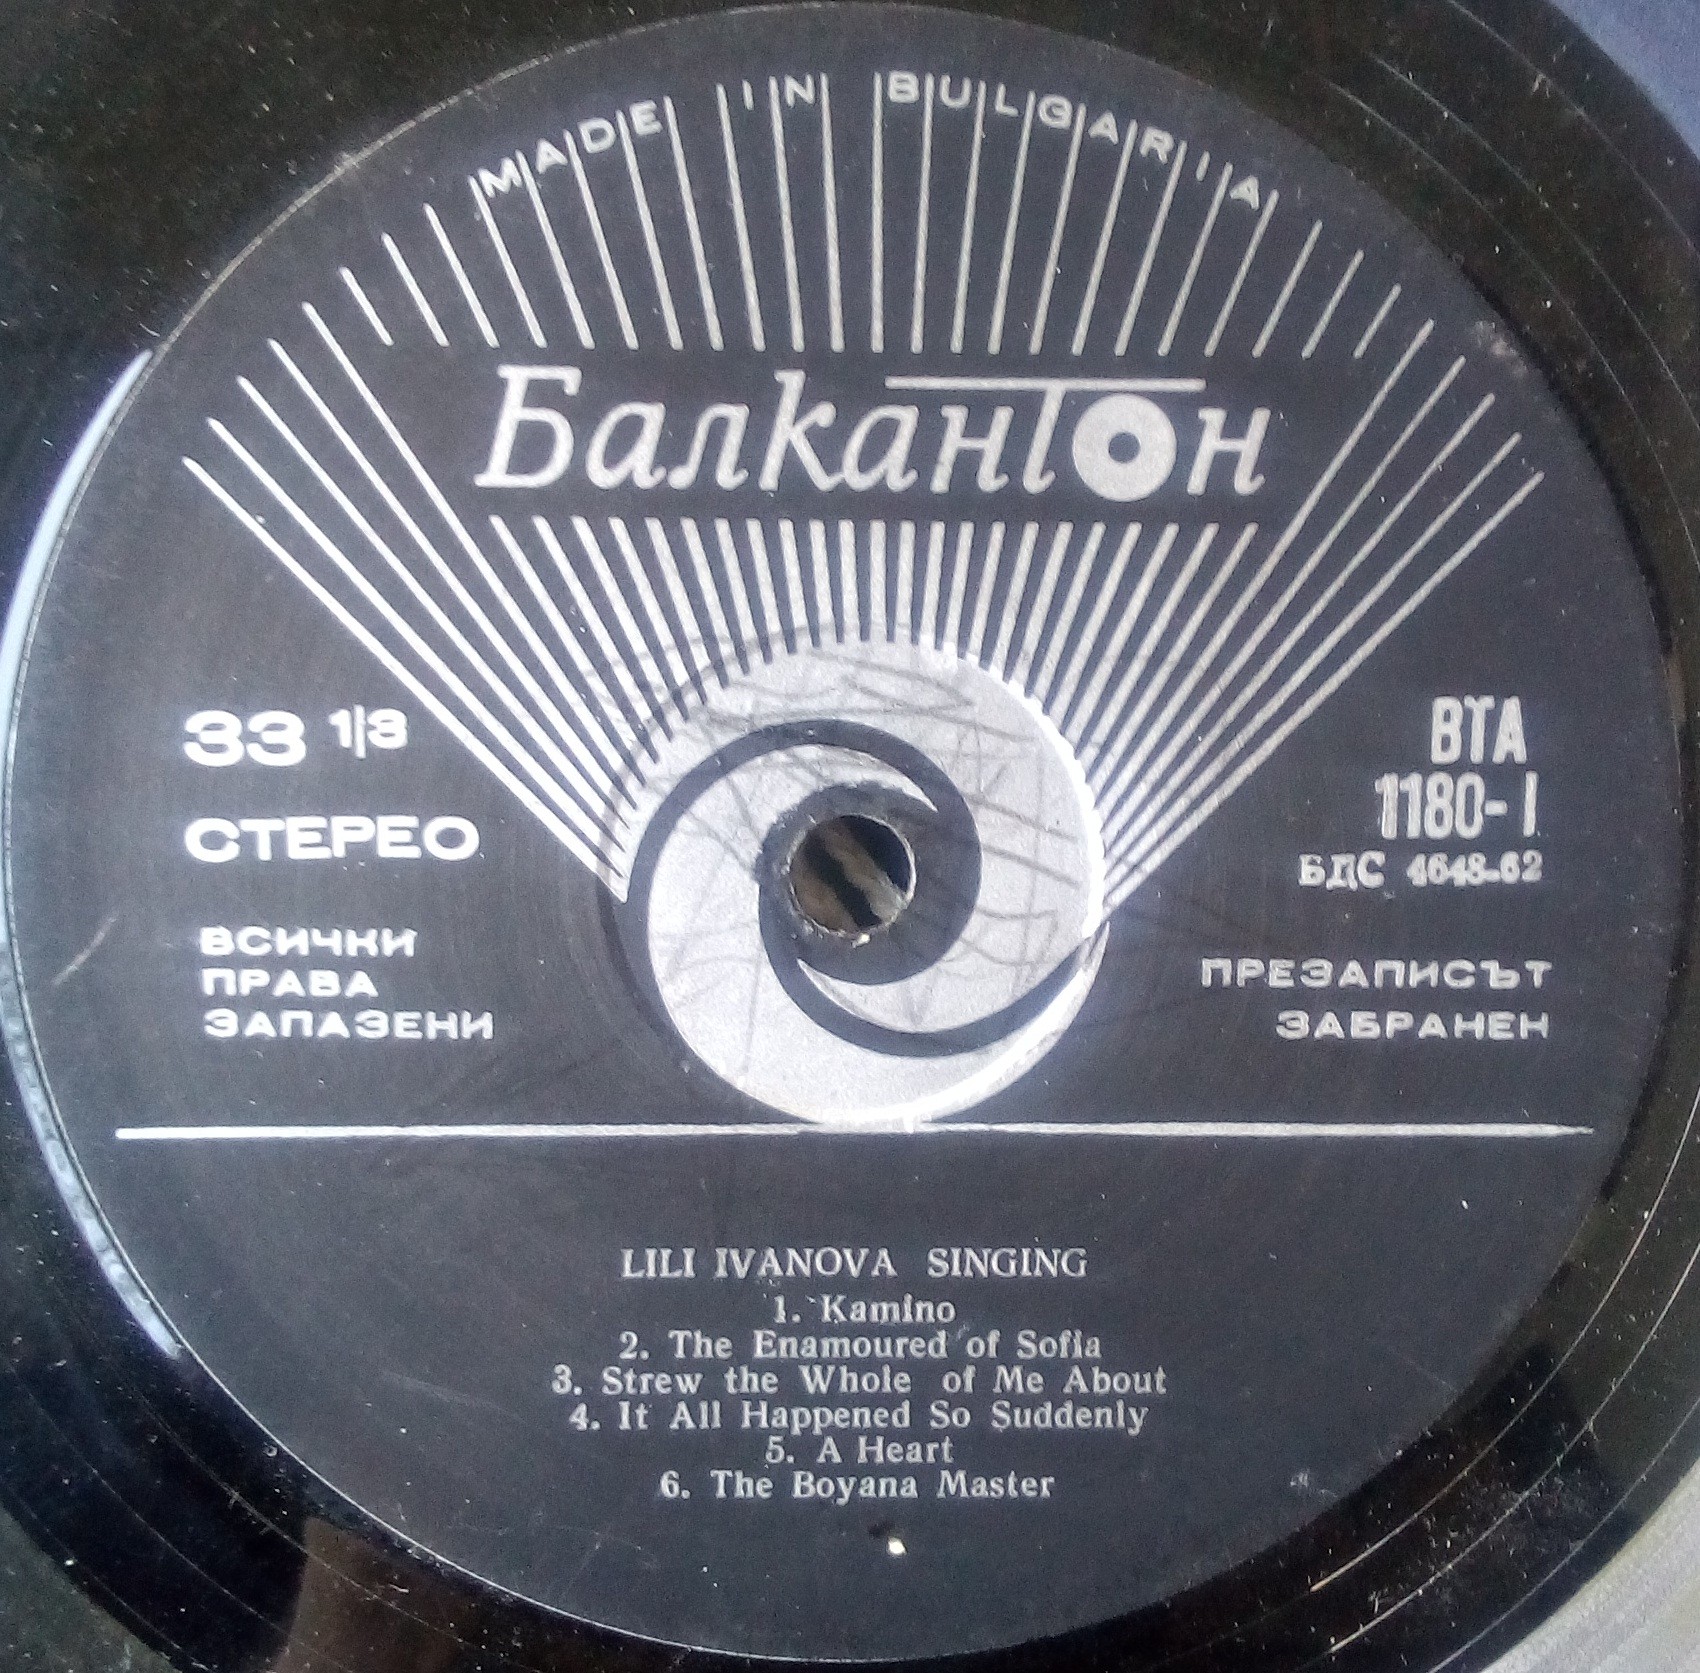 MADE IN BULGARIA
Балкантон
33 1/3
СТЕРЕО
ВСИЧКИ
ПРАВА
ЗАПАЗЕНИ
ВТА
1180-I
БДС 4648-62
ПРЕЗАПИСЪТ
ЗАБРАНЕН
LILI IVANOVA SINGING
1. Kamino
2. The Enamoured of Sofia
3. Strew the Whole of Me About
4. It All Happened So Suddenly
5. A Heart
6. The Boyana Master